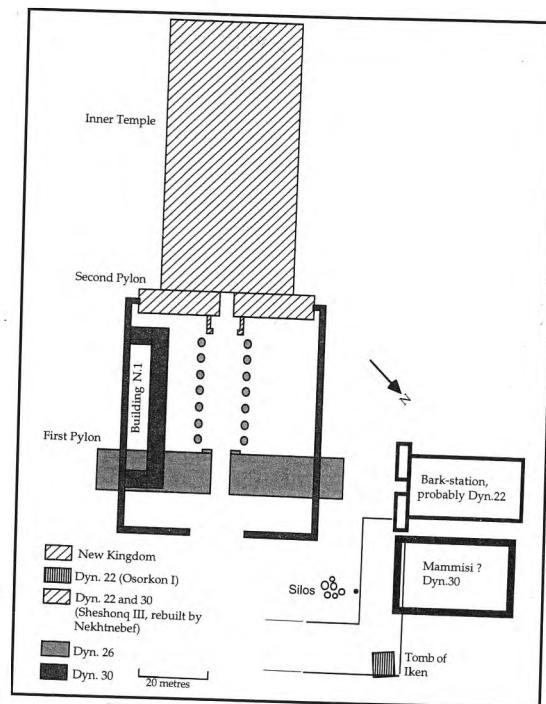 Inner Temple
Second Pylon
Building N.1
First Pylon
N
Bark-station,
probably Dyn.22
Mammisi ?
Dyn.30
Silos
Tomb of
Iken
New Kingdom
Dyn. 22 (Osorkon I)
Dyn. 22 and 30
(Sheshonq III, rebuilt by
Nekhtnebef)
Dyn. 26
Dyn. 30
20 metres